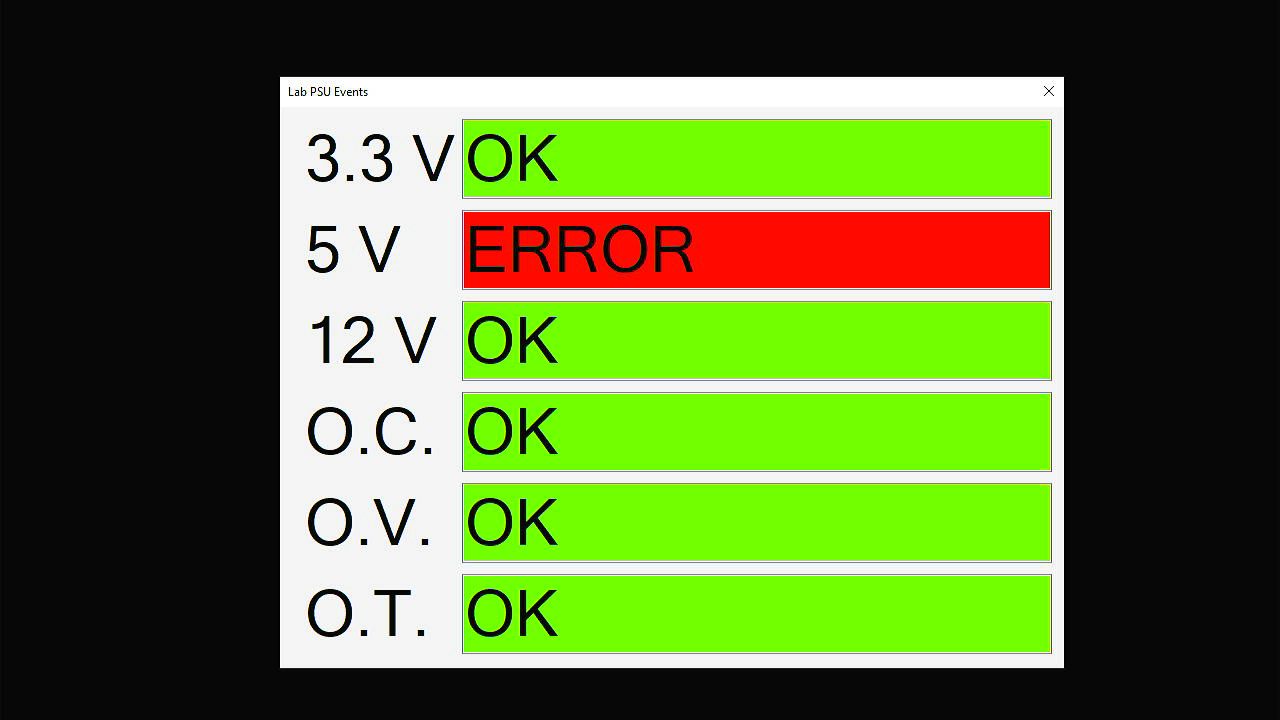 Lab PSU Events
3.3 V OK
5 V ERROR
12 V OK
O.C. OK
O.V. OK
O.T. OK